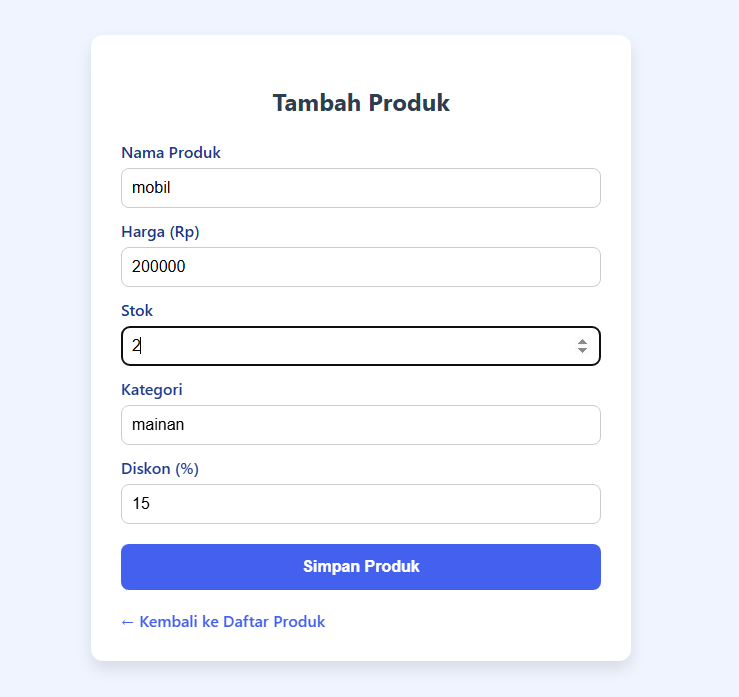 Tambah Produk
Nama Produk
mobil
Harga (Rp)
200000
Stok
2
Kategori
mainan
Diskon (%)
15
Simpan Produk
← Kembali ke Daftar Produk